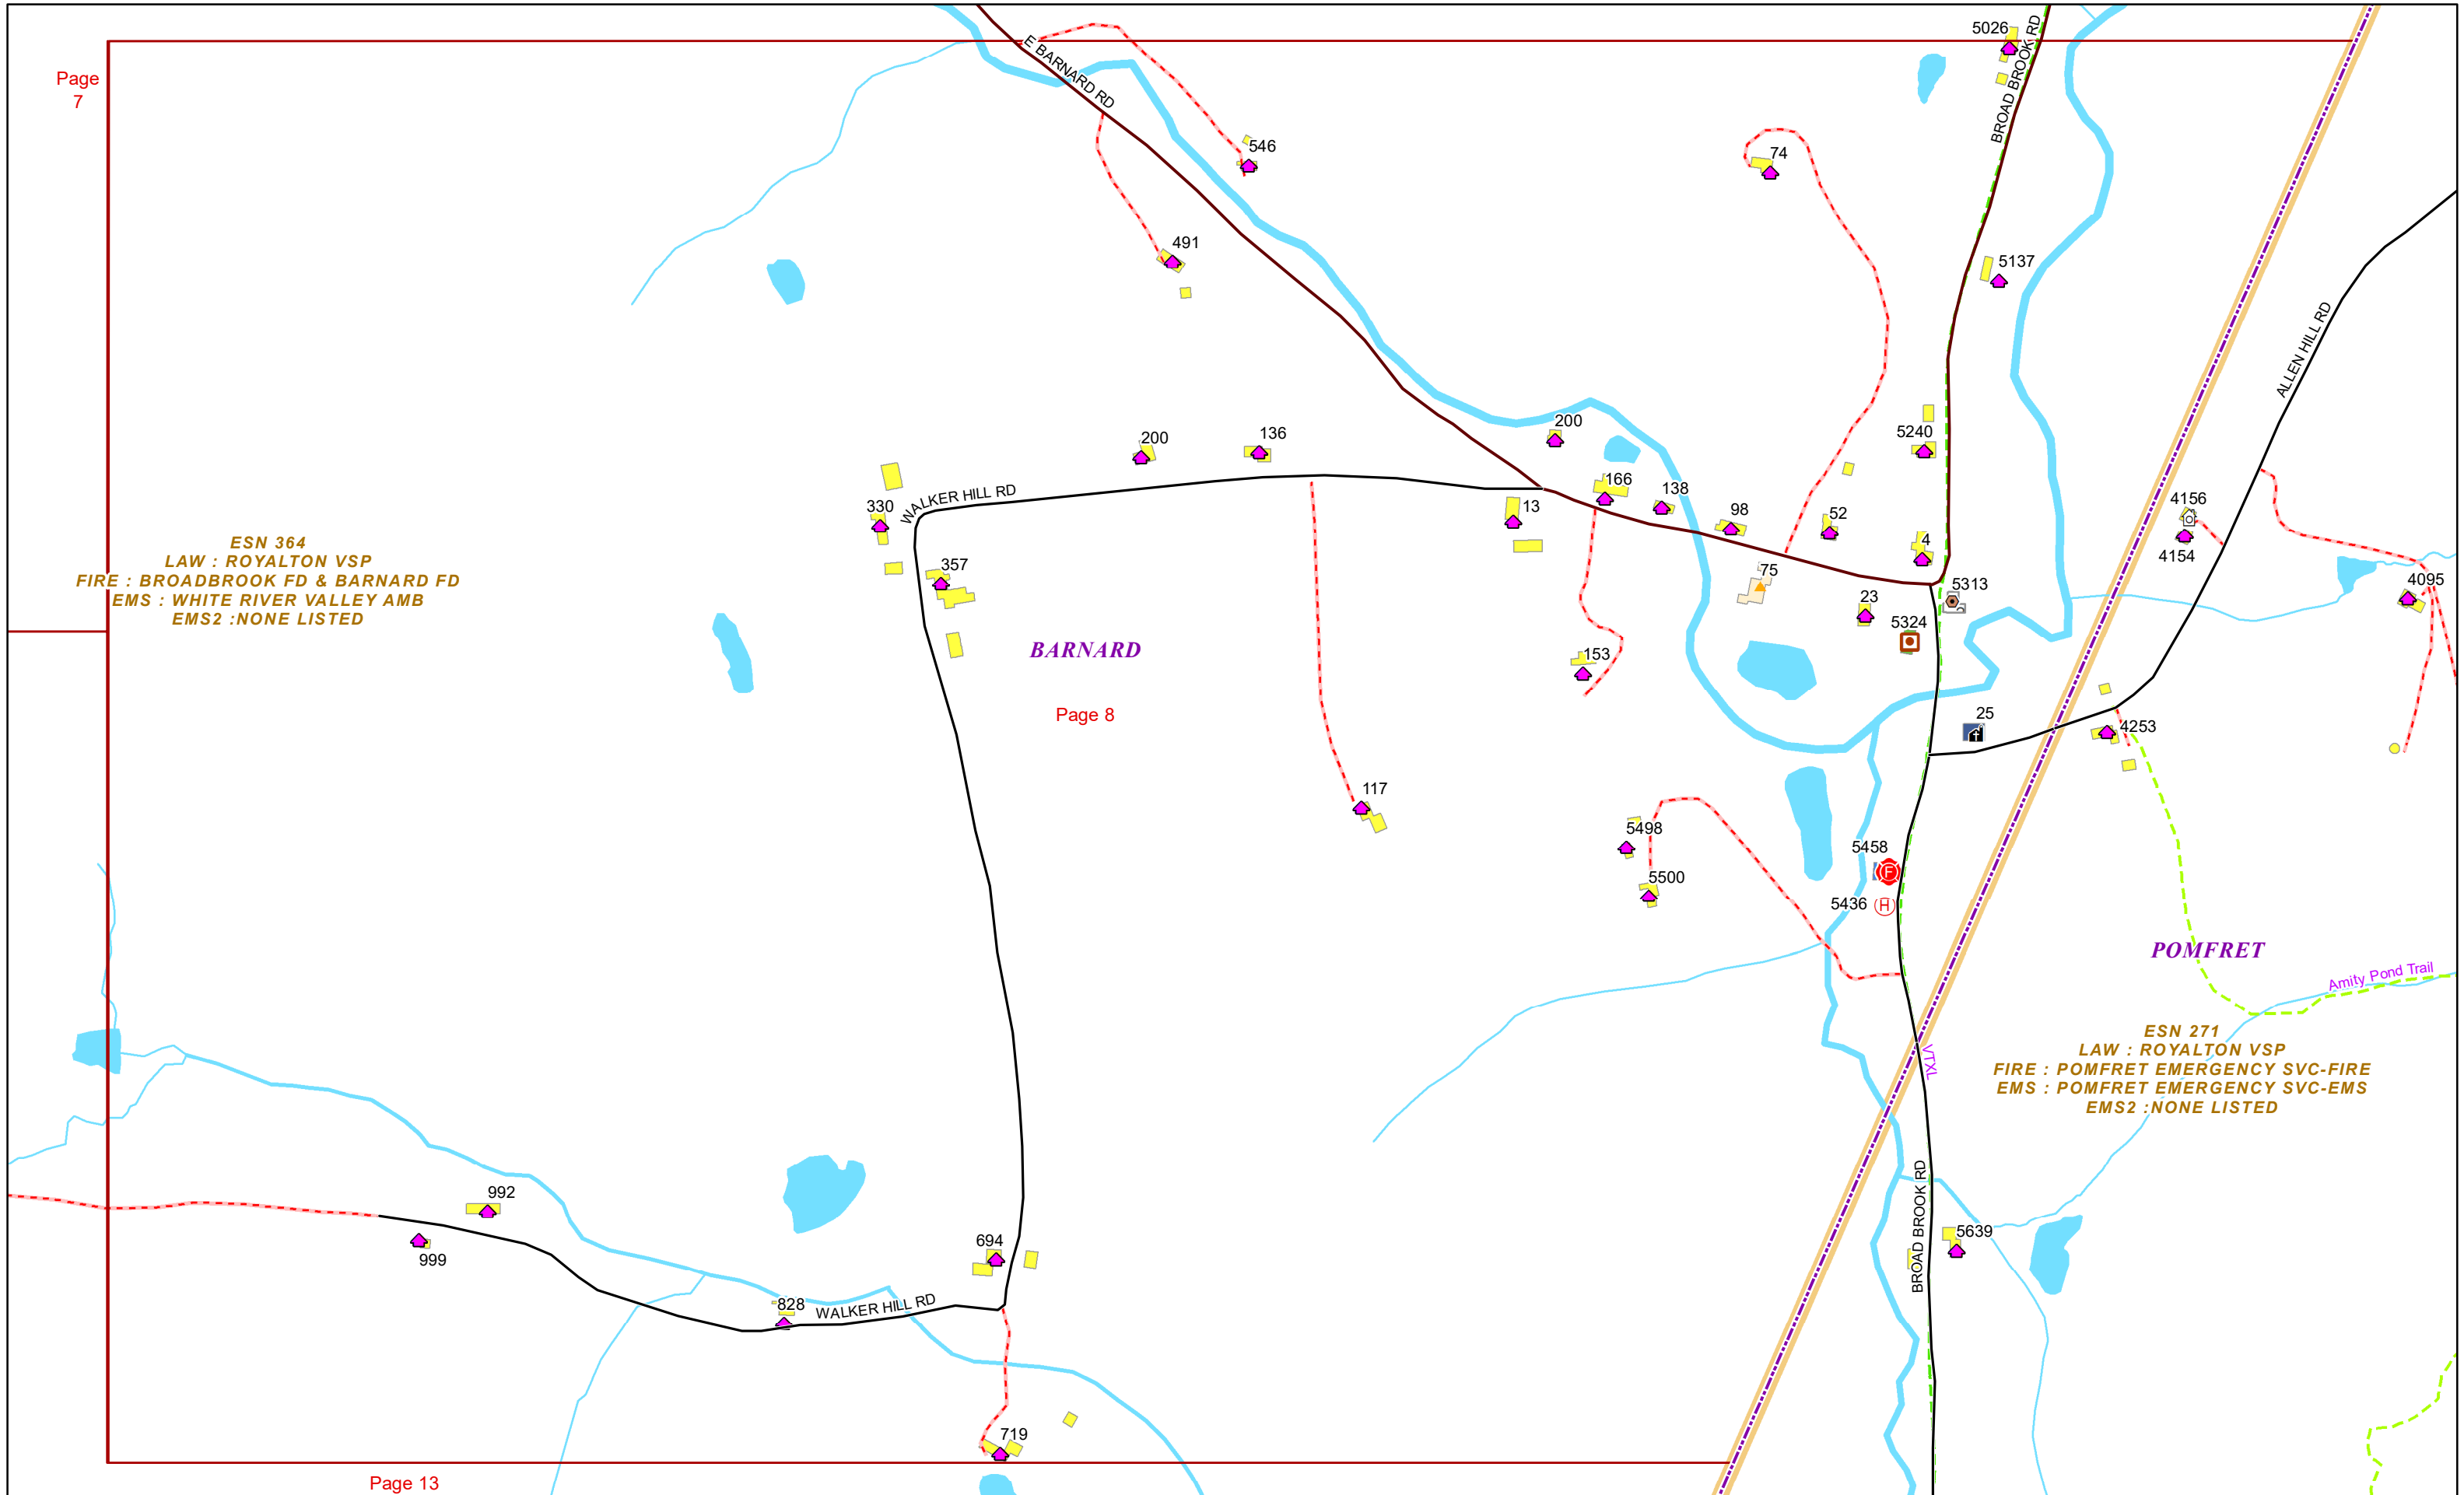 5026
BROAD BROOK RD
E BARNARD RD
Page
7
546
74
491
5137
ALLEN HILL RD
200
136
200
5240
WALKER HILL RD
330
166
138
13
98
52
4156
4
4154
ESN 364
LAW : ROYALTON VSP
FIRE : BROADBROOK FD & BARNARD FD
EMS : WHITE RIVER VALLEY AMB
EMS2 :NONE LISTED
357
75
5313
4095
23
5324
BARNARD
153
Page 8
25
4253
117
5498
5458
5500
5436
H
F
POMFRET
Amity Pond Trail
ESN 271
LAW : ROYALTON VSP
FIRE : POMFRET EMERGENCY SVC-FIRE
EMS : POMFRET EMERGENCY SVC-EMS
EMS2 :NONE LISTED
VTXL
992
BROAD BROOK RD
999
694
5639
828
WALKER HILL RD
719
Page 13